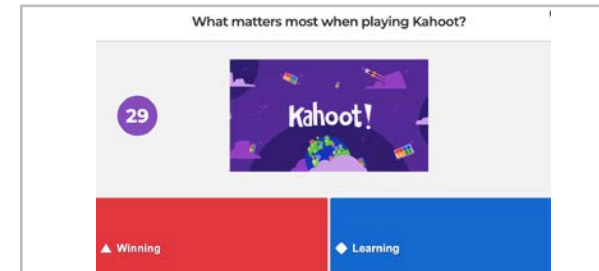 What matters most when playing Kahoot?
29
Kahoot!
Winning
Learning